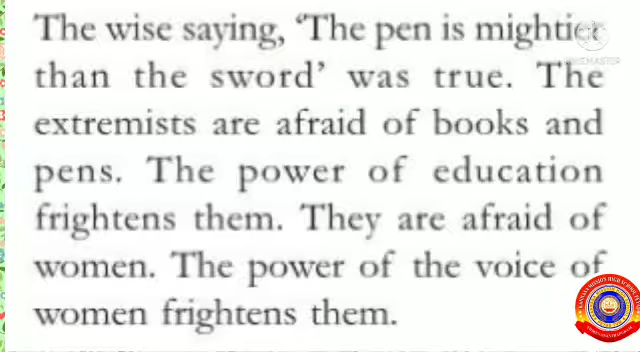 The wise saying, ‘The pen is mightier
than the sword’ was true. The
extremists are afraid of books and
pens. The power of education
frightens them. They are afraid of
women. The power of the voice of
women frightens them.